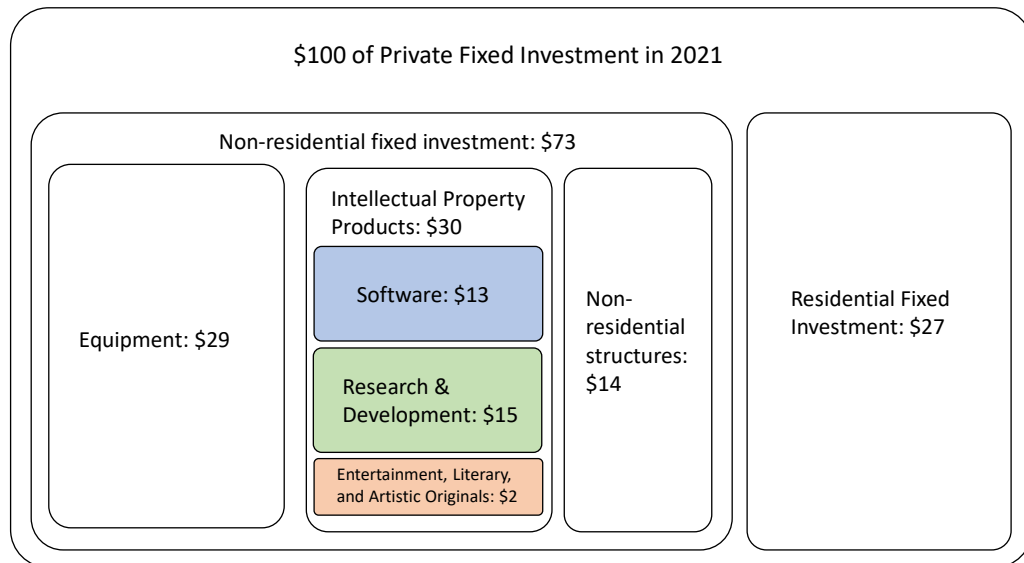 $100 of Private Fixed Investment in 2021
Non-residential fixed investment: $73
Equipment: $29
Intellectual Property
Products: $30
Software: $13
Research &
Development: $15
Entertainment, Literary,
and Artistic Originals: $2
Non-
residential
structures:
$14
Residential Fixed
Investment: $27